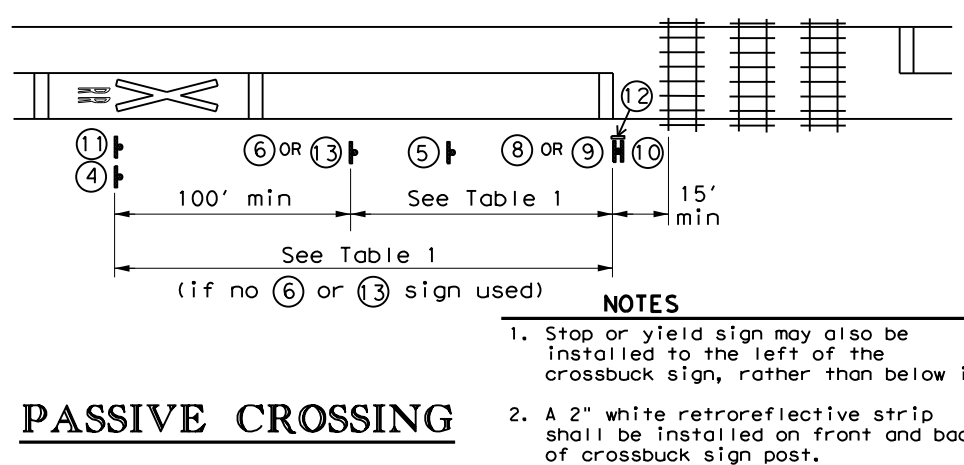 RR
12
11
6 OR 13
5
8 OR 9
10
4
100' min
See Table 1
15'
min
See Table 1
(if no 6 or 13 sign used)
NOTES
1. Stop or yield sign may also be
installed to the left of the
crossbuck sign, rather than below
2. A 2" white retroreflective strip
shall be installed on front and
of crossbuck sign post.
PASSIVE CROSSING